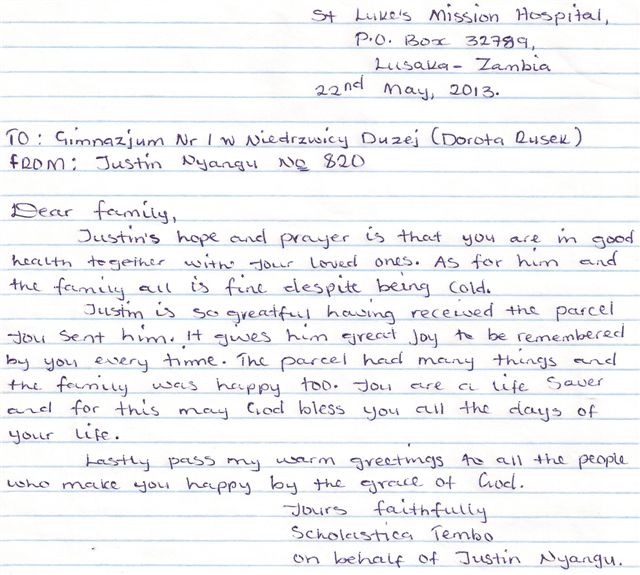 St Luke's Mission Hospital,
P.O. Box 32789,
Lusaka - Zambia
22nd May, 2013.
TO: Gimnazjum Nr 1 w Niedrzwicy Duzej (Dorota Rusek)
FROM: Justin Nyangu No 820
Dear family,
Justin's hope and prayer is that you are in good
health together with your loved ones. As for him and
the family all is fine despite being cold.
Justin is so greatful having received the parcel
you sent him. It gives him great joy to be remembered
by you every time. The parcel had many things and
the family was happy too. You are a life saver
and for this may God bless you all the days of
your life.
Lastly pass my warm greetings to all the people
who make you happy by the grace of God.
Yours faithfully
Scholastica Tembo
on behalf of Justin Nyangu.